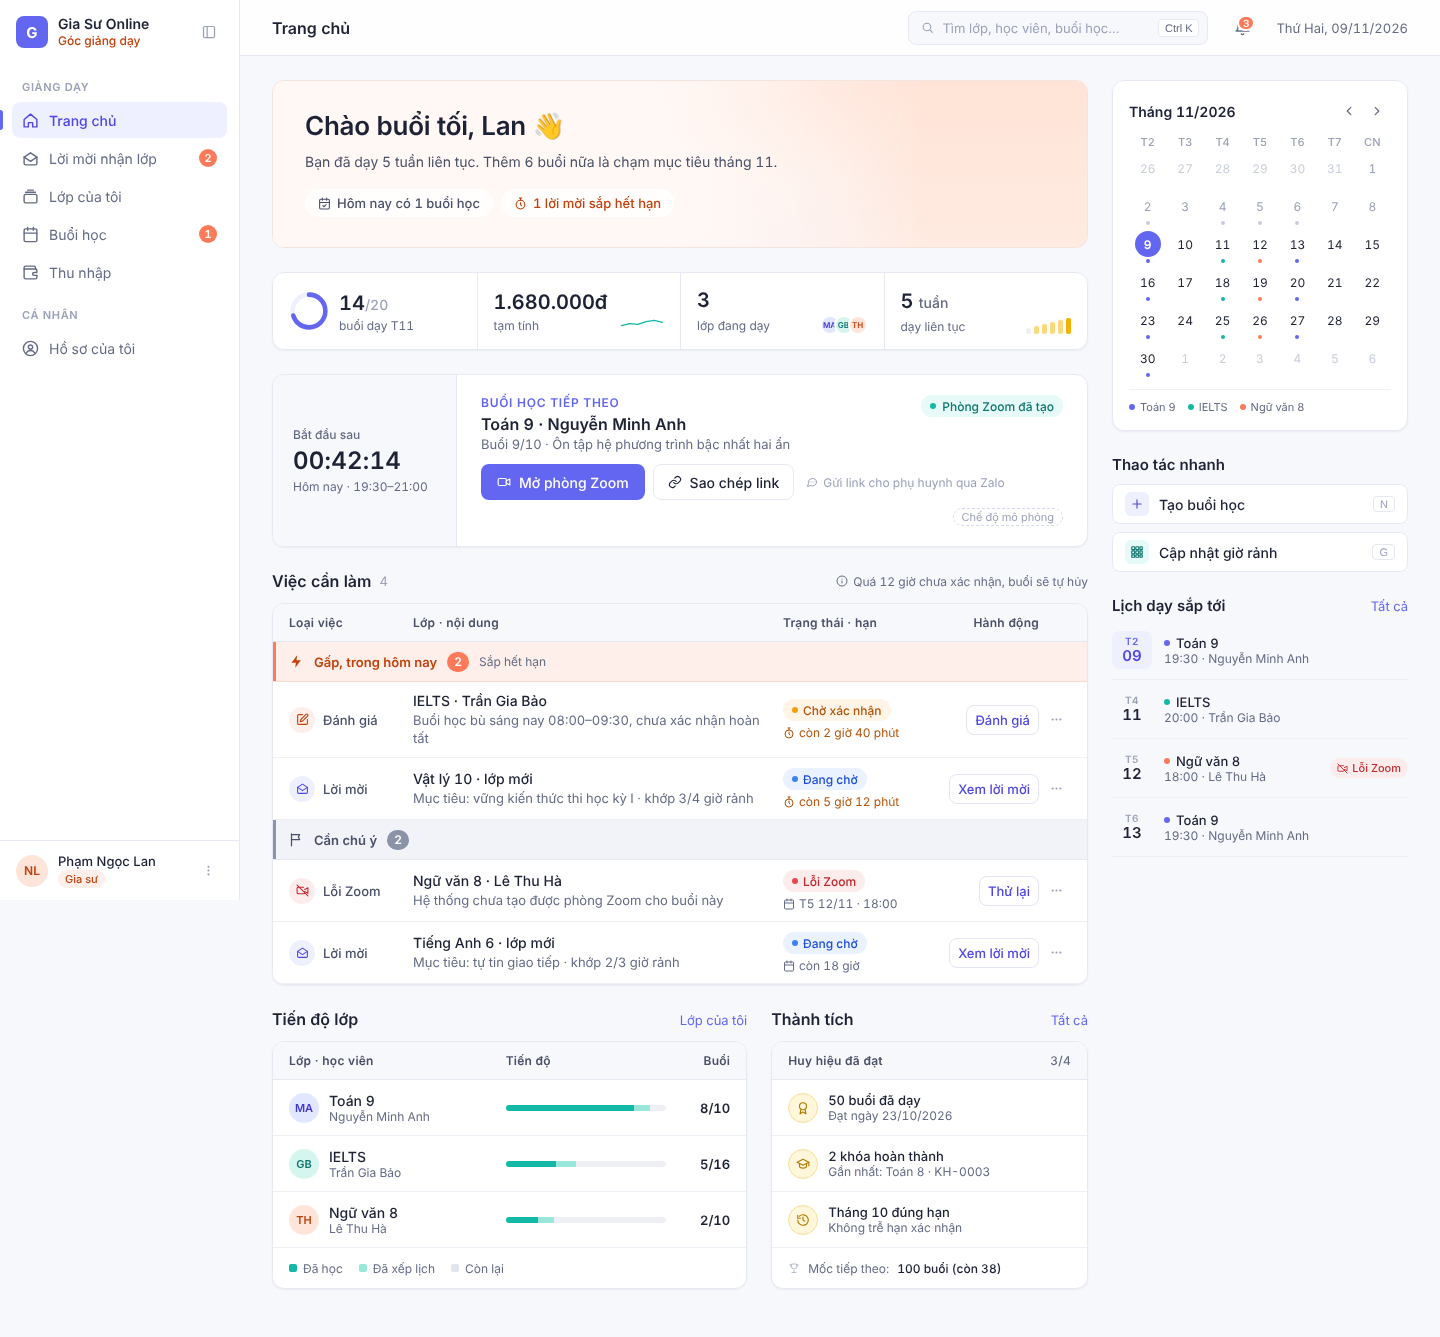 G
Gia Sư Online
Góc giảng dạy
GIẢNG DẠY
Trang chủ
Lời mời nhận lớp
2
Lớp của tôi
Buổi học
1
Thu nhập
CÁ NHÂN
Hồ sơ của tôi
NL
Phạm Ngọc Lan
Gia sư
Trang chủ
Tìm lớp, học viên, buổi học...
Ctrl K
3
Thứ Hai, 09/11/2026
Chào buổi tối, Lan 👋
Bạn đã dạy 5 tuần liên tục. Thêm 6 buổi nữa là chạm mục tiêu tháng 11.
Hôm nay có 1 buổi học
1 lời mời sắp hết hạn
14/20
buổi dạy T11
1.680.000đ
tạm tính
3
lớp đang dạy
MA GB TH
5 tuần
dạy liên tục
Bắt đầu sau
00:42:14
Hôm nay · 19:30–21:00
BUỔI HỌC TIẾP THEO
Phòng Zoom đã tạo
Toán 9 · Nguyễn Minh Anh
Buổi 9/10 · Ôn tập hệ phương trình bậc nhất hai ẩn
Mở phòng Zoom
Sao chép link
Gửi link cho phụ huynh qua Zalo
Chế độ mô phỏng
Việc cần làm 4
Quá 12 giờ chưa xác nhận, buổi sẽ tự hủy
Loại việc
Lớp · nội dung
Trạng thái · hạn
Hành động
Gấp, trong hôm nay 2 Sắp hết hạn
Đánh giá
IELTS · Trần Gia Bảo
Buổi học bù sáng nay 08:00–09:30, chưa xác nhận hoàn
tất
Chờ xác nhận
còn 2 giờ 40 phút
Đánh giá
Lời mời
Vật lý 10 · lớp mới
Mục tiêu: vững kiến thức thi học kỳ I · khớp 3/4 giờ rảnh
Đang chờ
còn 5 giờ 12 phút
Xem lời mời
Cần chú ý 2
Lỗi Zoom
Ngữ văn 8 · Lê Thu Hà
Hệ thống chưa tạo được phòng Zoom cho buổi này
Lỗi Zoom
T5 12/11 · 18:00
Thử lại
Lời mời
Tiếng Anh 6 · lớp mới
Mục tiêu: tự tin giao tiếp · khớp 2/3 giờ rảnh
Đang chờ
còn 18 giờ
Xem lời mời
Tiến độ lớp
Lớp của tôi
Lớp · học viên
Tiến độ
Buổi
MA
Toán 9
Nguyễn Minh Anh
8/10
GB
IELTS
Trần Gia Bảo
5/16
TH
Ngữ văn 8
Lê Thu Hà
2/10
Đã học
Đã xếp lịch
Còn lại
Thành tích
Tất cả
Huy hiệu đã đạt
3/4
50 buổi đã dạy
Đạt ngày 23/10/2026
2 khóa hoàn thành
Gần nhất: Toán 8 · KH-0003
Tháng 10 đúng hạn
Không trễ hạn xác nhận
Mốc tiếp theo: 100 buổi (còn 38)
Tháng 11/2026
T2 T3 T4 T5 T6 T7 CN
26 27 28 29 30 31 1
2 3 4 5 6 7 8
9 10 11 12 13 14 15
16 17 18 19 20 21 22
23 24 25 26 27 28 29
30 1 2 3 4 5 6
Toán 9
IELTS
Ngữ văn 8
Thao tác nhanh
Tạo buổi học
N
Cập nhật giờ rảnh
G
Lịch dạy sắp tới
Tất cả
T2
09
Toán 9
19:30 · Nguyễn Minh Anh
T4
11
IELTS
20:00 · Trần Gia Bảo
T5
12
Ngữ văn 8
18:00 · Lê Thu Hà
Lỗi Zoom
T6
13
Toán 9
19:30 · Nguyễn Minh Anh